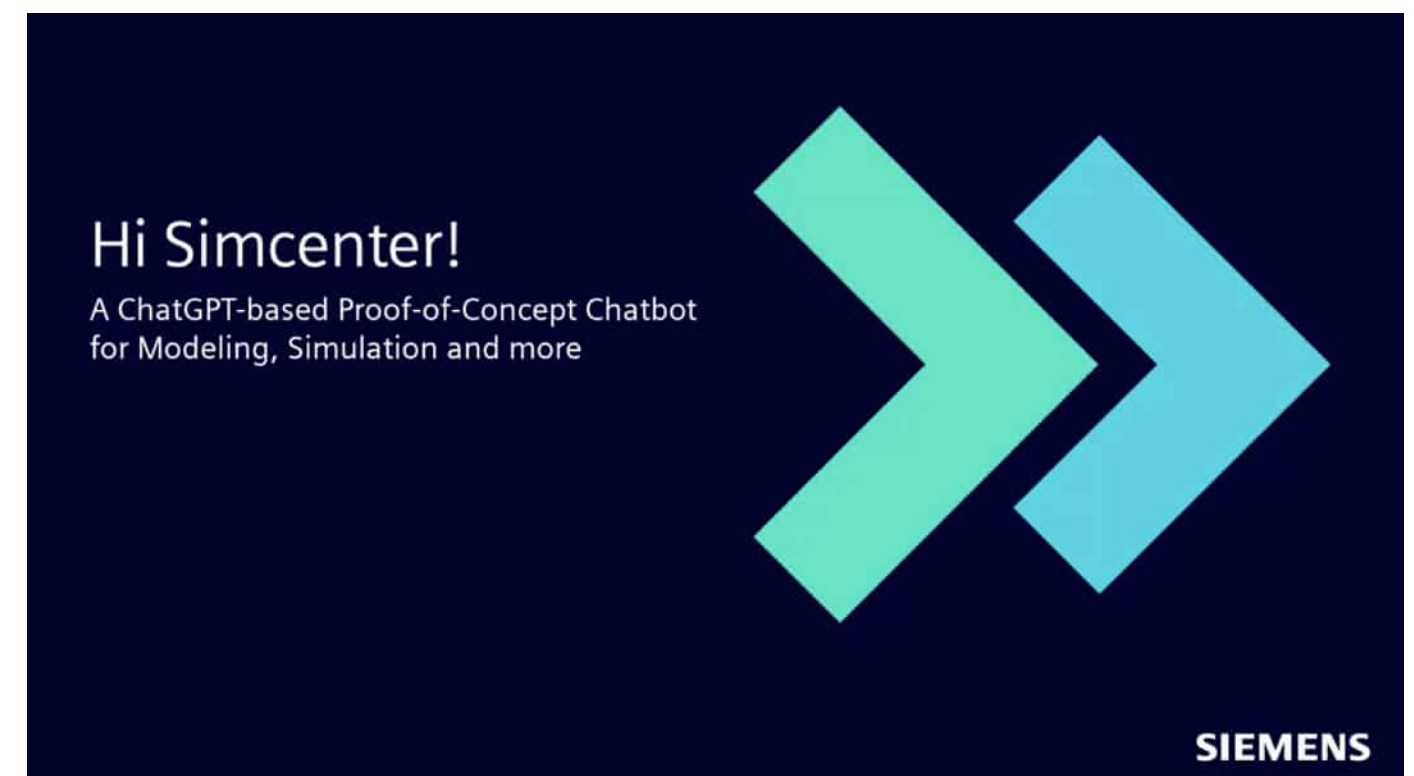 Hi Simcenter!
A ChatGPT-based Proof-of-Concept Chatbot
for Modeling, Simulation and more
SIEMENS